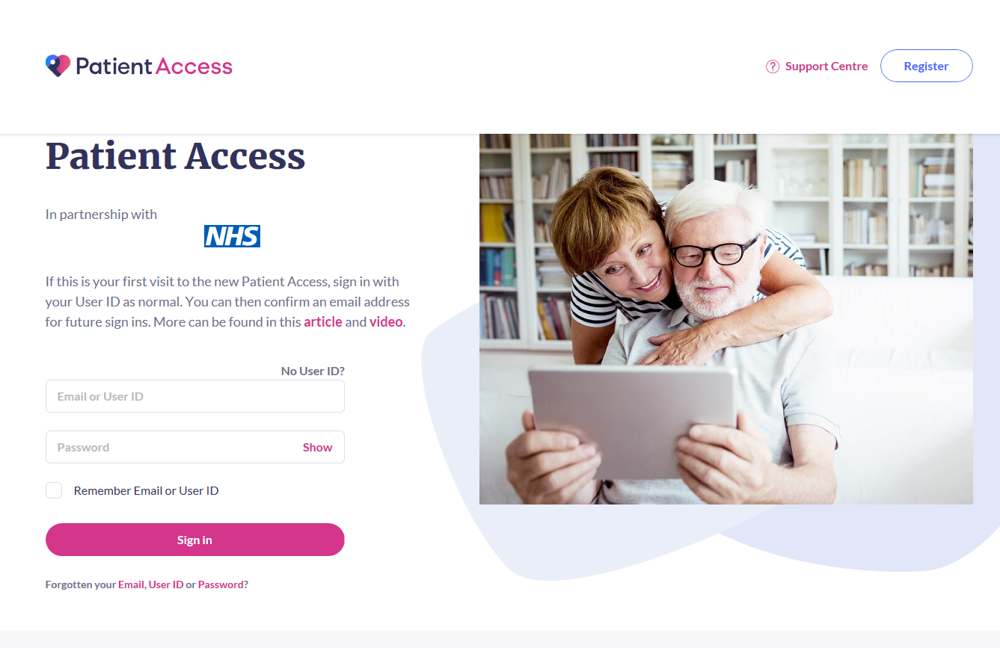 Patient Access
Support Centre
Register
Patient Access
In partnership with
NHS
If this is your first visit to the new Patient Access, sign in with
your User ID as normal. You can then confirm an email address
for future sign ins. More can be found in this article and video.
No User ID?
Email or User ID
Password
Show
Remember Email or User ID
Sign in
Forgotten your Email, User ID or Password?